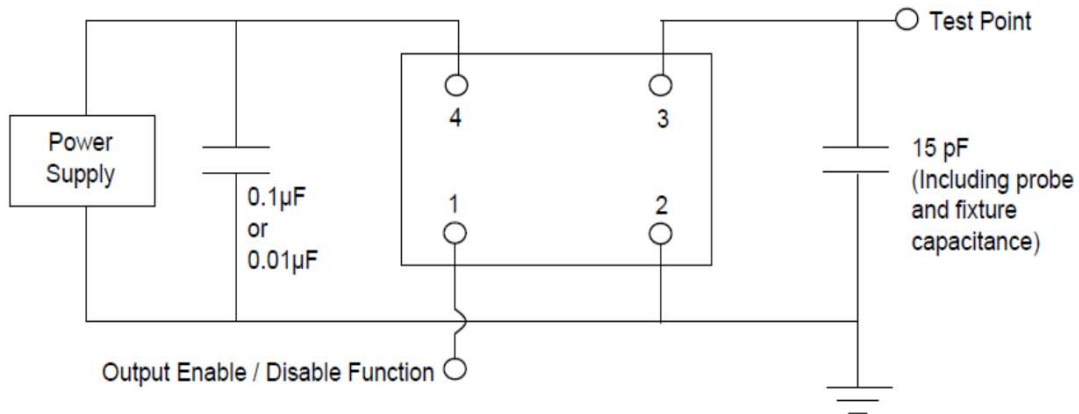 Test Point
4
3
Power
Supply
15 pF
(Including probe
and fixture
capacitance)
0.1µF
or
0.01µF
1
2
Output Enable / Disable Function